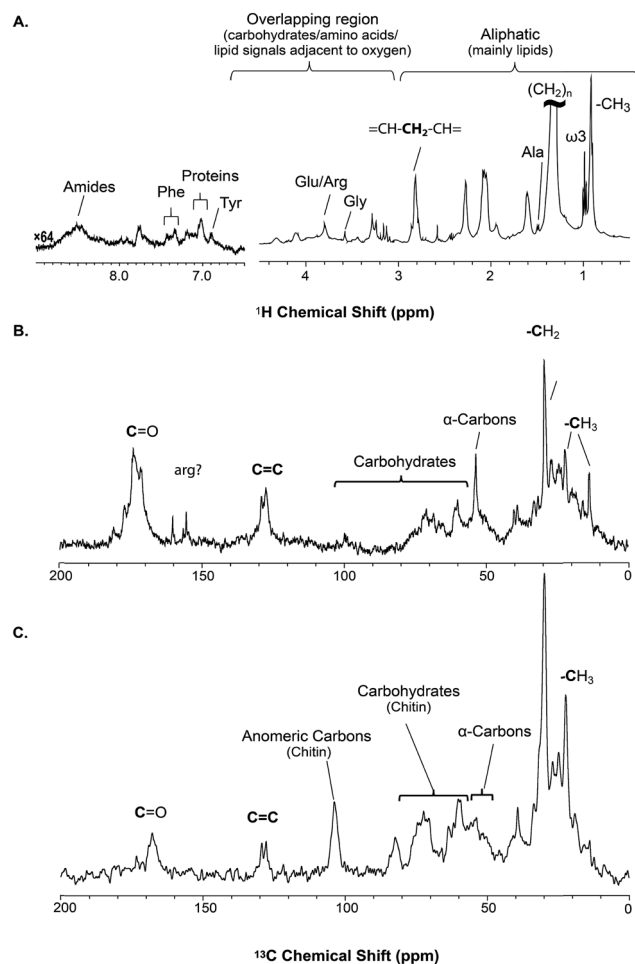 A.
Overlapping region
(carbohydrates/amino acids/
lipid signals adjacent to oxygen)
Aliphatic
(mainly lipids)
(CH2)n
-CH3
=CH-CH2-CH=
ω3
Ala
Glu/Arg
Gly
Proteins
Phe
Tyr
Amides
×64
8.0 7.0 4 3 2 1
1H Chemical Shift (ppm)
B.
-CH2
C=O
arg?
C=C
Carbohydrates
α-Carbons
-CH3
200 150 100 50 0
C.
Carbohydrates
(Chitin)
-CH3
Anomeric Carbons
(Chitin)
α-Carbons
C=O
C=C
200 150 100 50 0
13C Chemical Shift (ppm)